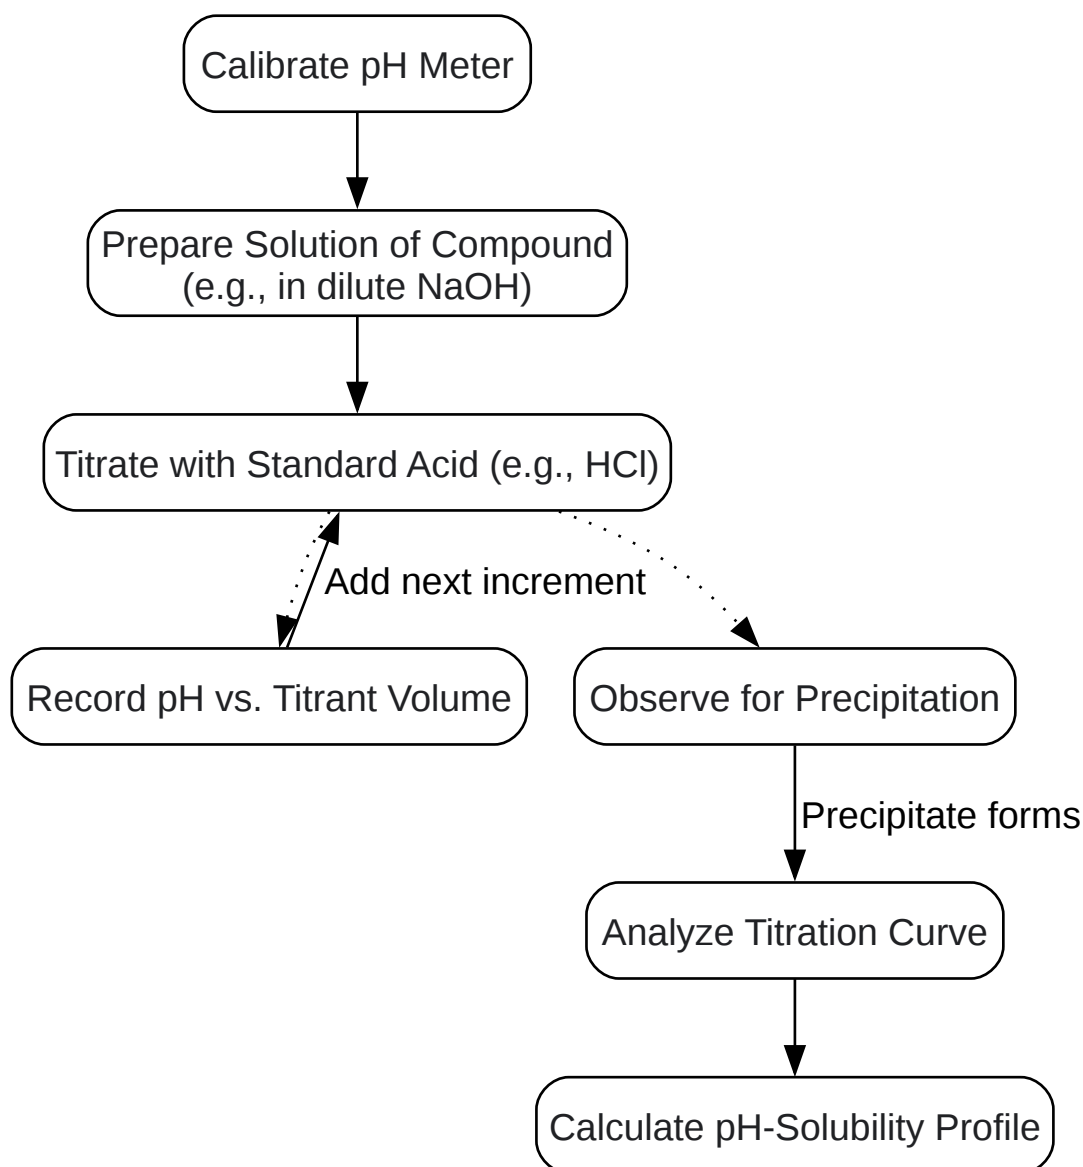 Calibrate pH Meter
Prepare Solution of Compound
(e.g., in dilute NaOH)
Titrate with Standard Acid (e.g., HCl)
Add next increment
Record pH vs. Titrant Volume
Observe for Precipitation
Precipitate forms
Analyze Titration Curve
Calculate pH-Solubility Profile